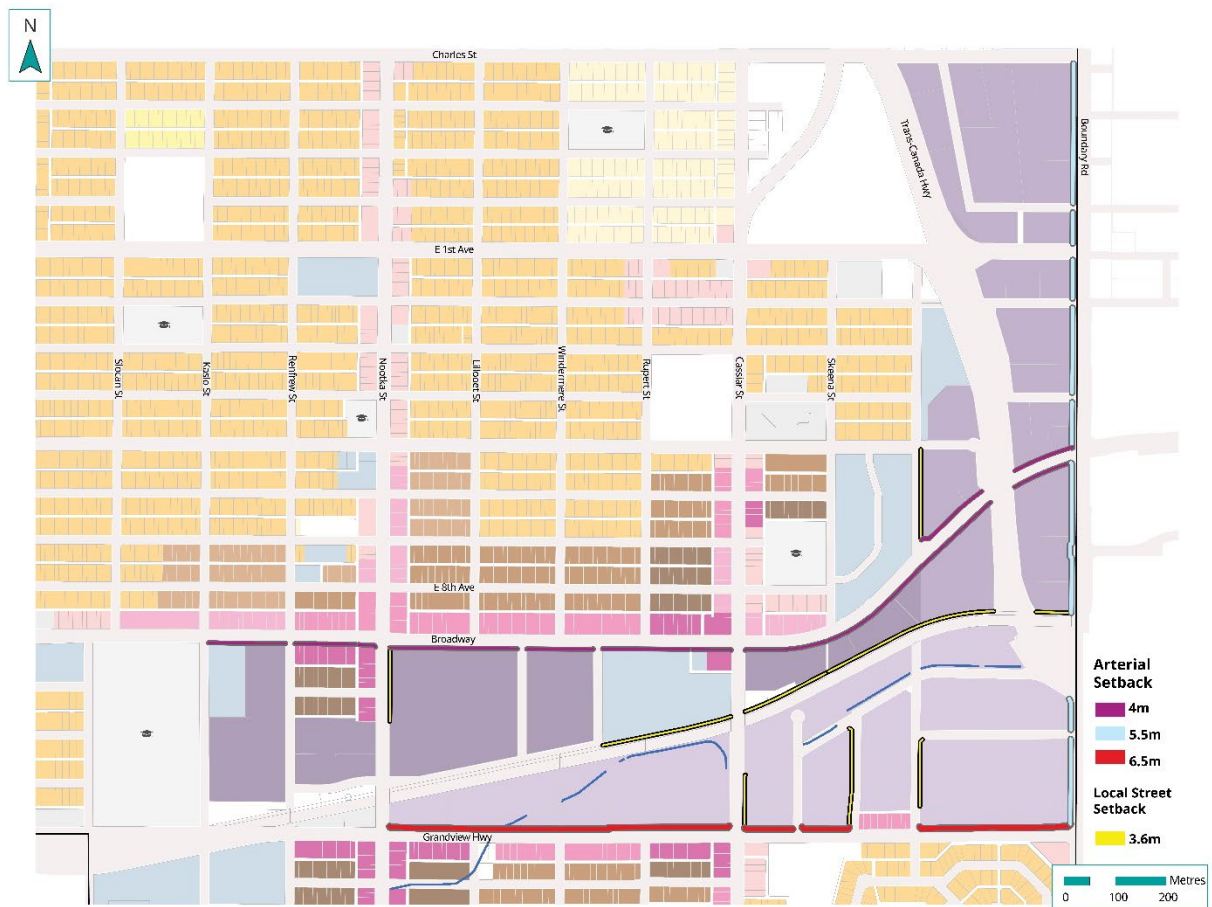 N
Charles St
Trans-Canada HWY
Boundary Rd
E 1st Ave
Slocan St
Kaslo St
Renfrew St
Nootka St
Lillooet St
Windermere St
Rupert St
Cassiar St
Skeena St
E 8th Ave
Broadway
Grandview Hwy
Arterial
Setback
4m
5.5m
6.5m
Local Street
Setback
3.6m
Metres
0 100 200